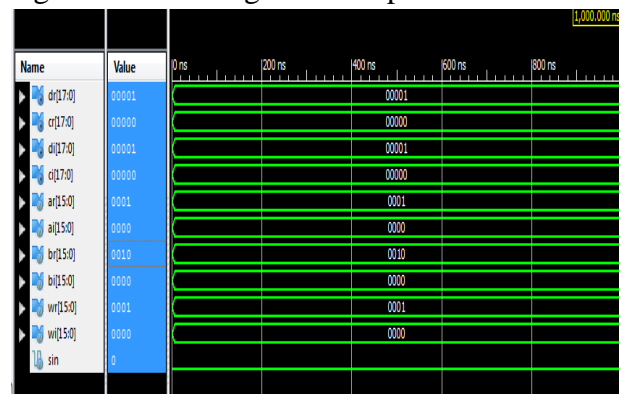 1,000.000 ns
Name Value 0 ns 200 ns 400 ns 600 ns 800 ns
dr[17:0] 00001 00001
cr[17:0] 00000 00000
di[17:0] 00001 00001
ci[17:0] 00000 00000
ar[15:0] 0001 0001
ai[15:0] 0000 0000
br[15:0] 0010 0010
bi[15:0] 0000 0000
wr[15:0] 0001 0001
wi[15:0] 0000 0000
sin 0